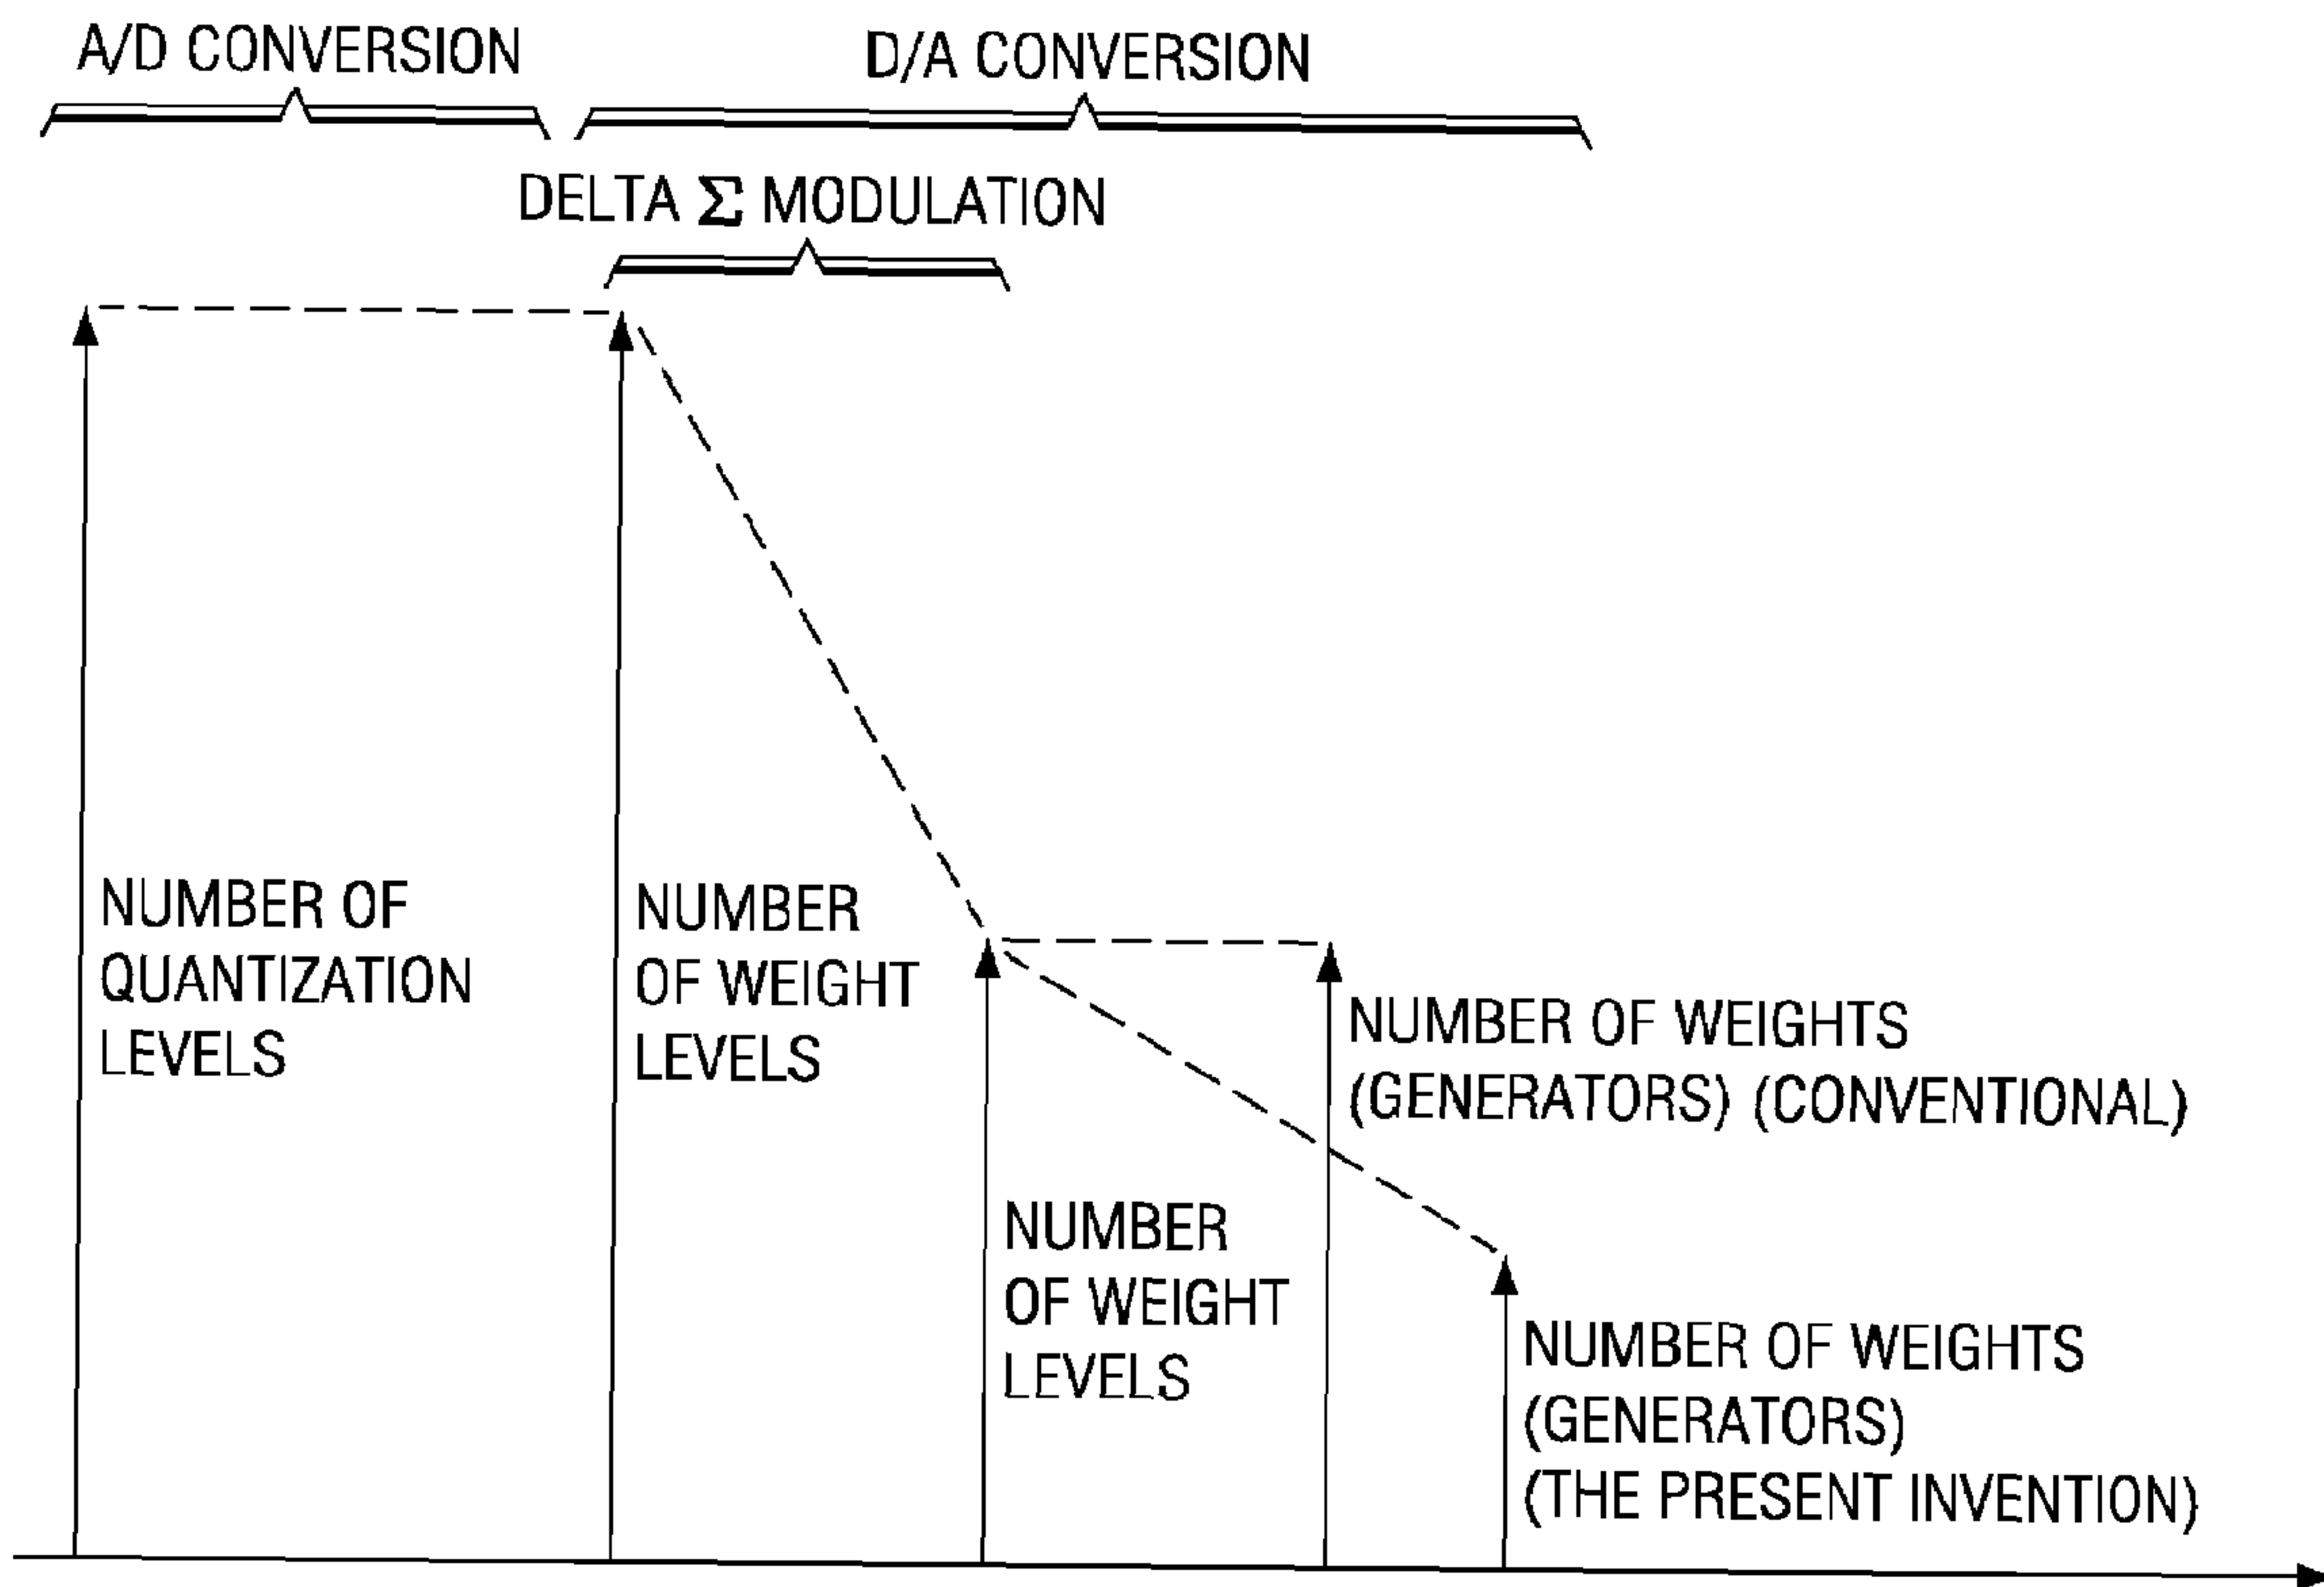 A/D CONVERSION
D/A CONVERSION
DELTA Σ MODULATION
NUMBER OF
QUANTIZATION
LEVELS
NUMBER
OF WEIGHT
LEVELS
NUMBER OF WEIGHTS
(GENERATORS) (CONVENTIONAL)
NUMBER
OF WEIGHT
LEVELS
NUMBER OF WEIGHTS
(GENERATORS)
(THE PRESENT INVENTION)